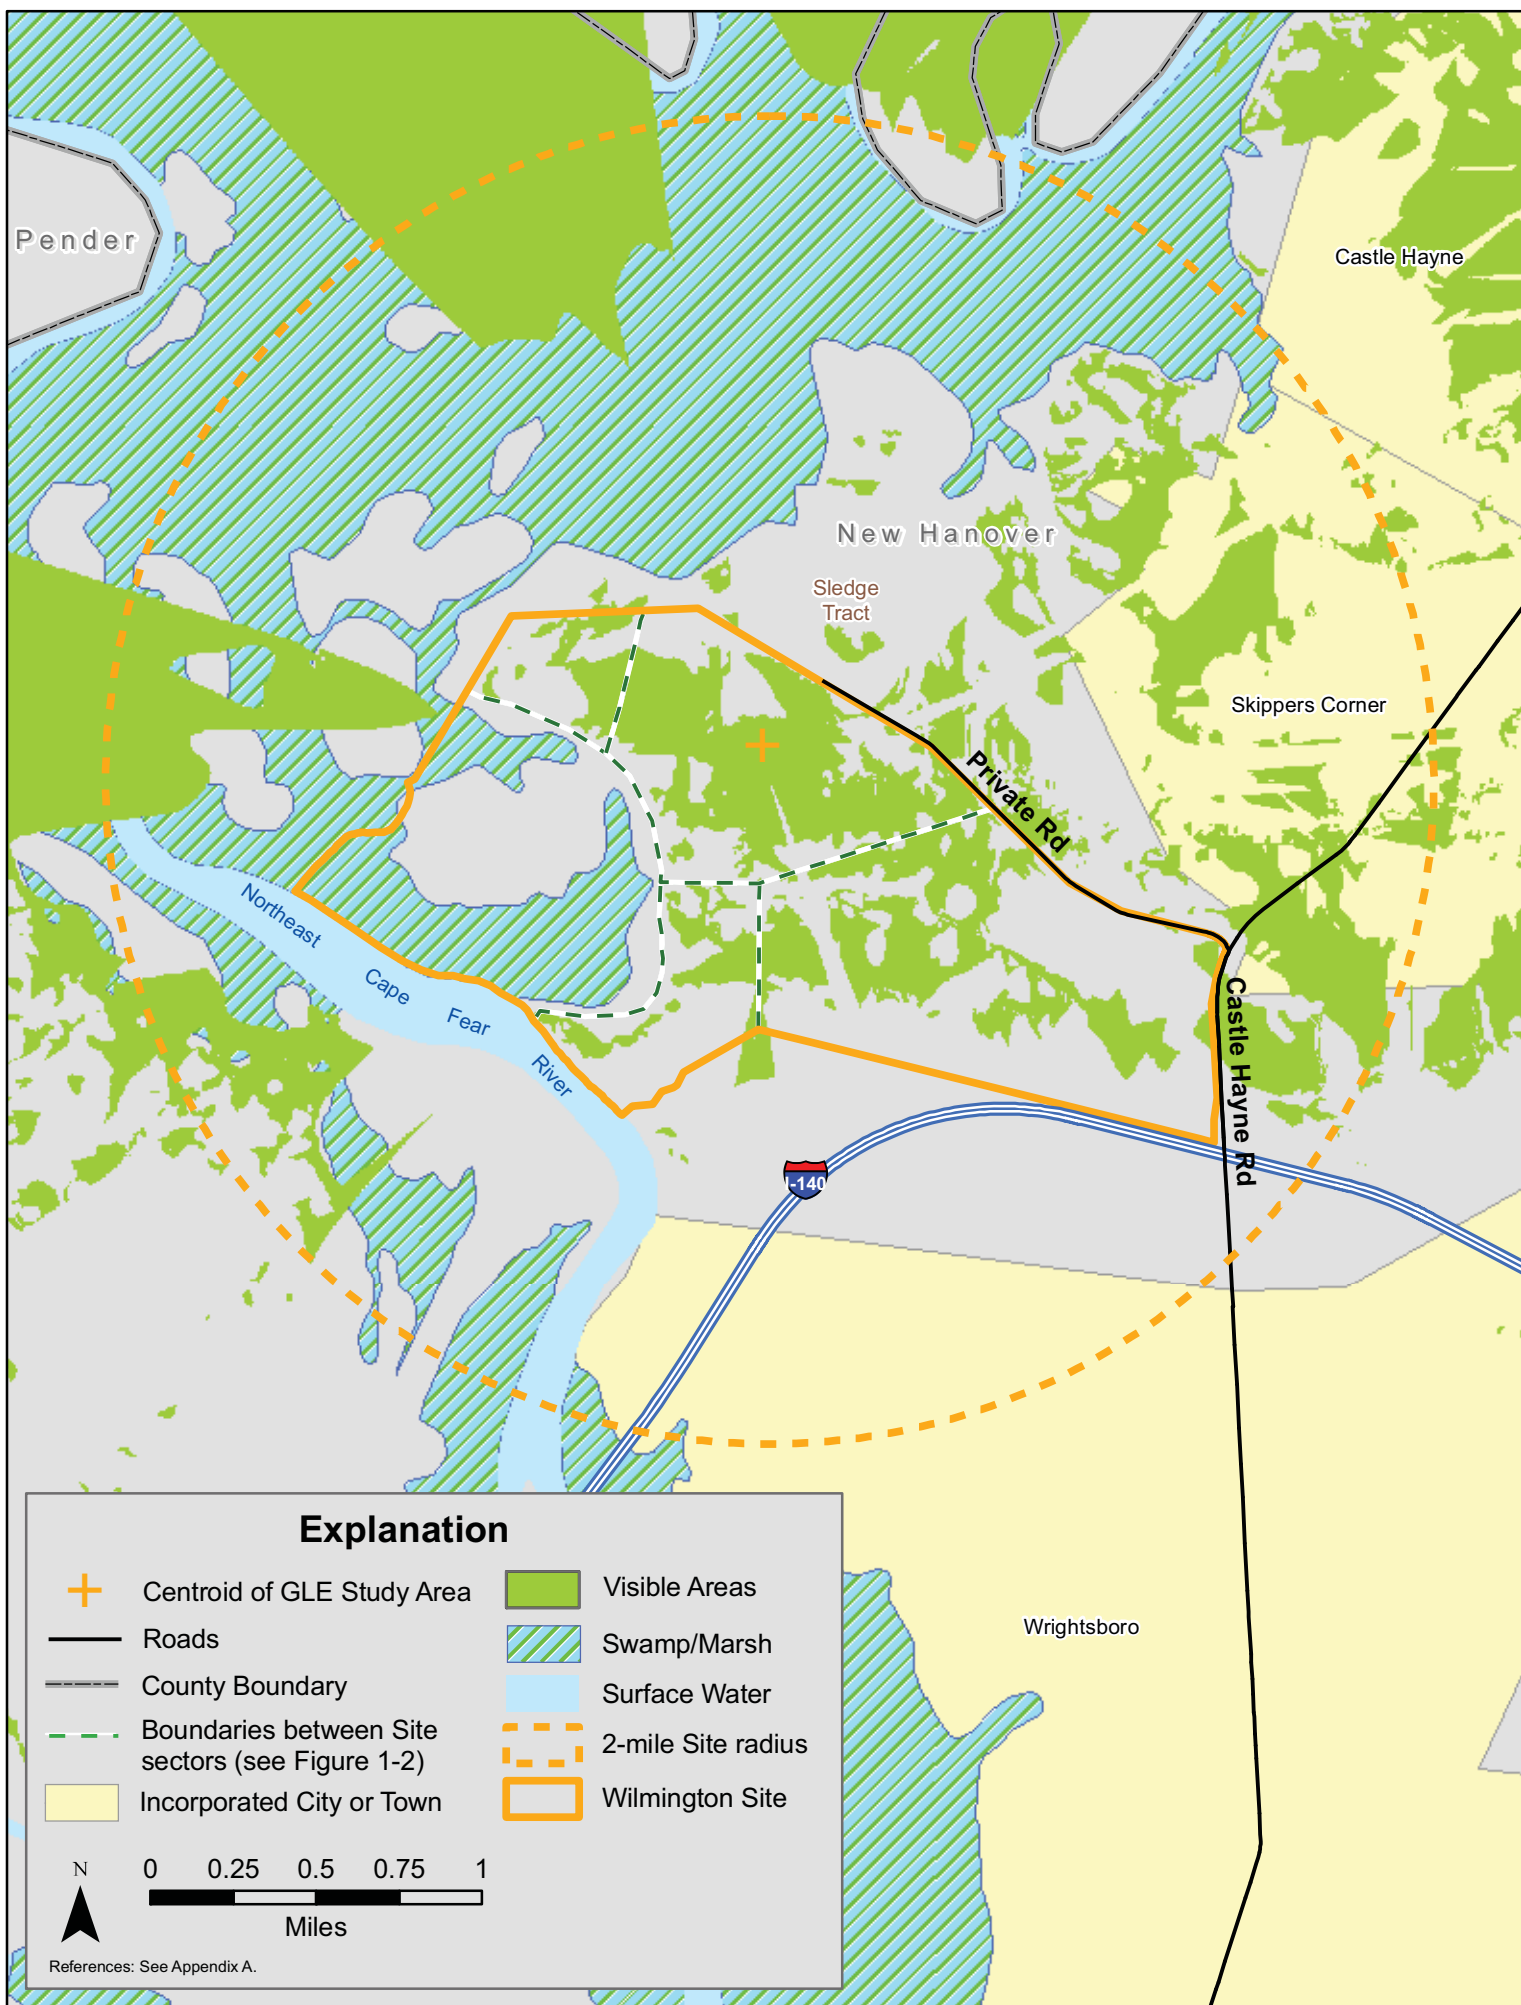 Pender
Castle Hayne
New Hanover
Sledge
Tract
Skippers Corner
Private Rd
Northeast
Cape
Fear
River
Castle Hayne Rd
I-140
Wrightsboro
Explanation
Centroid of GLE Study Area
Roads
County Boundary
Boundaries between Site
sectors (see Figure 1-2)
Incorporated City or Town
Visible Areas
Swamp/Marsh
Surface Water
2-mile Site radius
Wilmington Site
N
0 0.25 0.5 0.75 1
Miles
References: See Appendix A.